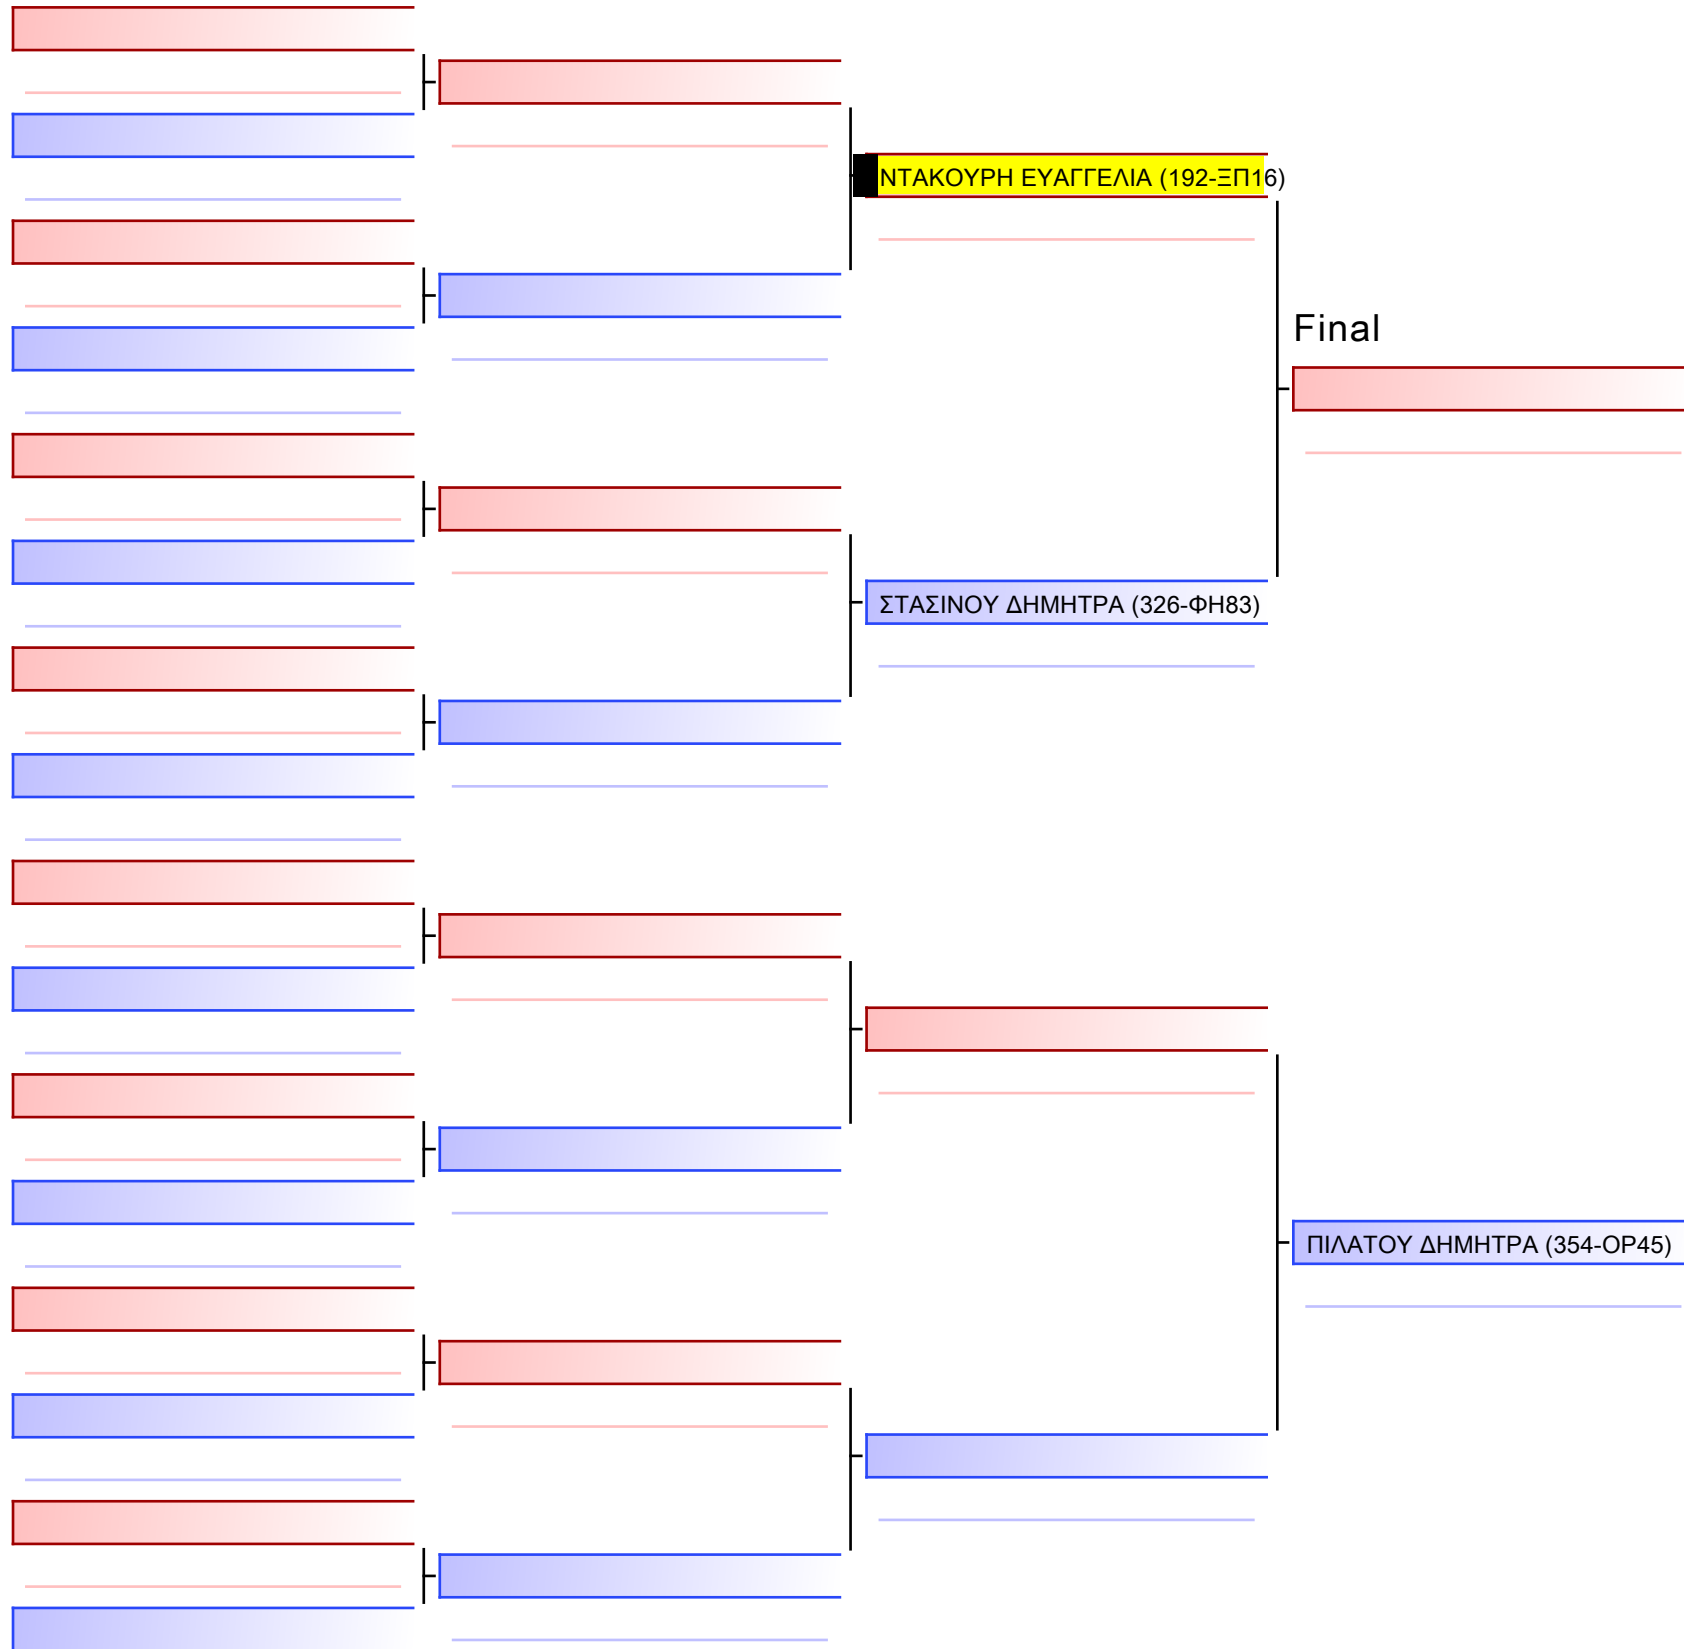 ΝΤΑΚΟΥΡΗ ΕΥΑΓΓΕΛΙΑ (192-ΞΠ16)
Final
ΣΤΑΣΙΝΟΥ ΔΗΜΗΤΡΑ (326-ΦΗ83)
ΠΙΛΑΤΟΥ ΔΗΜΗΤΡΑ (354-ΟΡ45)